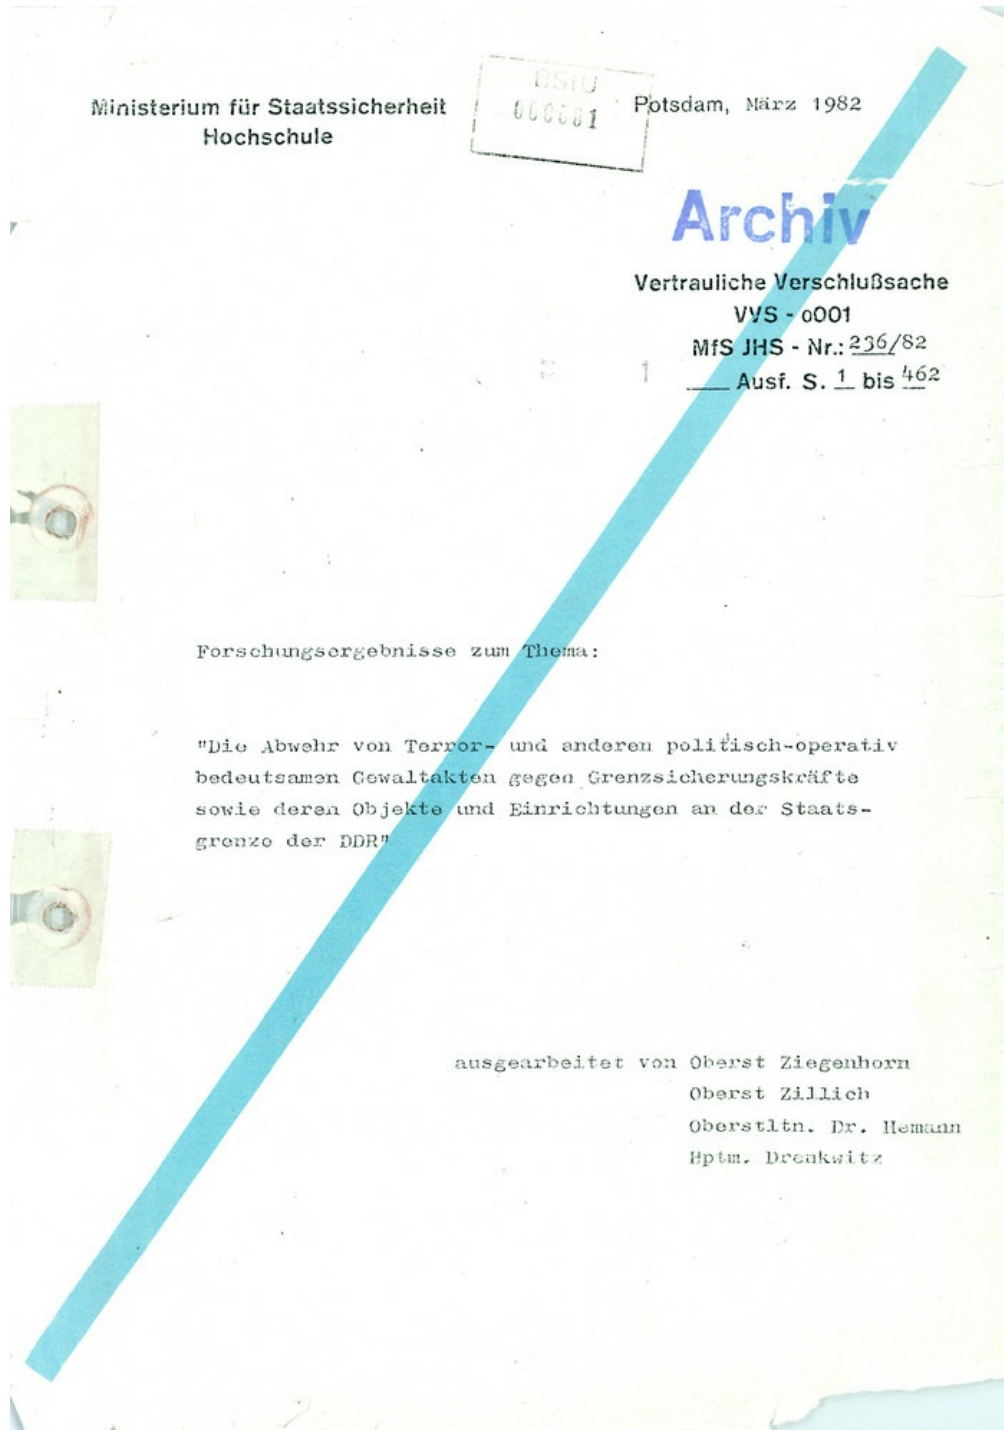 Ministerium für Staatssicherheit
Hochschule
BStU
000001
Potsdam, März 1982
Archiv
Vertrauliche Verschlußsache
VVS - o001
MfS JHS - Nr.: 236/82
1 ___ Ausf. S. 1 bis 462
Forschungsergebnisse zum Thema:
"Die Abwehr von Terror- und anderen politisch-operativ
bedeutsamen Gewaltakten gegen Grenzsicherungskräfte
sowie deren Objekte und Einrichtungen an der Staats-
grenze der DDR"
ausgearbeitet von Oberst Ziegenhorn
Oberst Zillich
Oberstltn. Dr. Hemann
Hptm. Drenkwitz